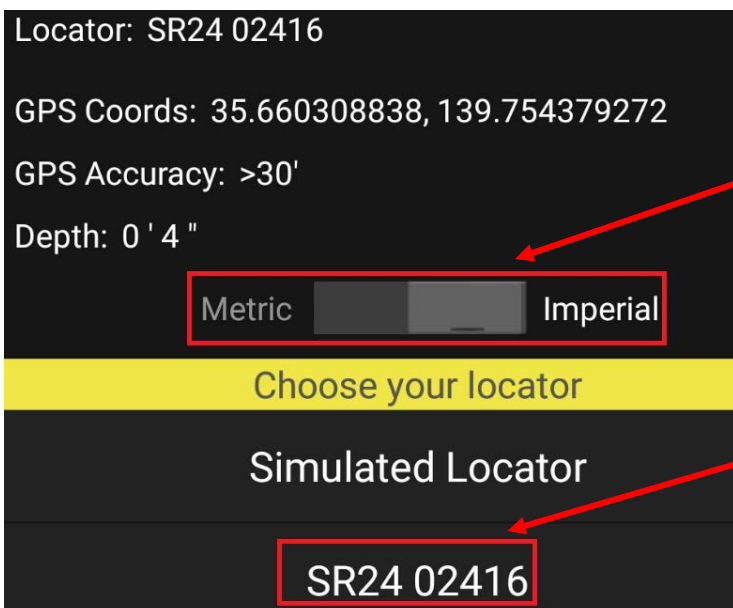 Locator: SR24 02416
GPS Coords: 35.660308838, 139.754379272
GPS Accuracy: >30'
Depth: 0 ' 4 "
Metric Imperial
Choose your locator
Simulated Locator
SR24 02416